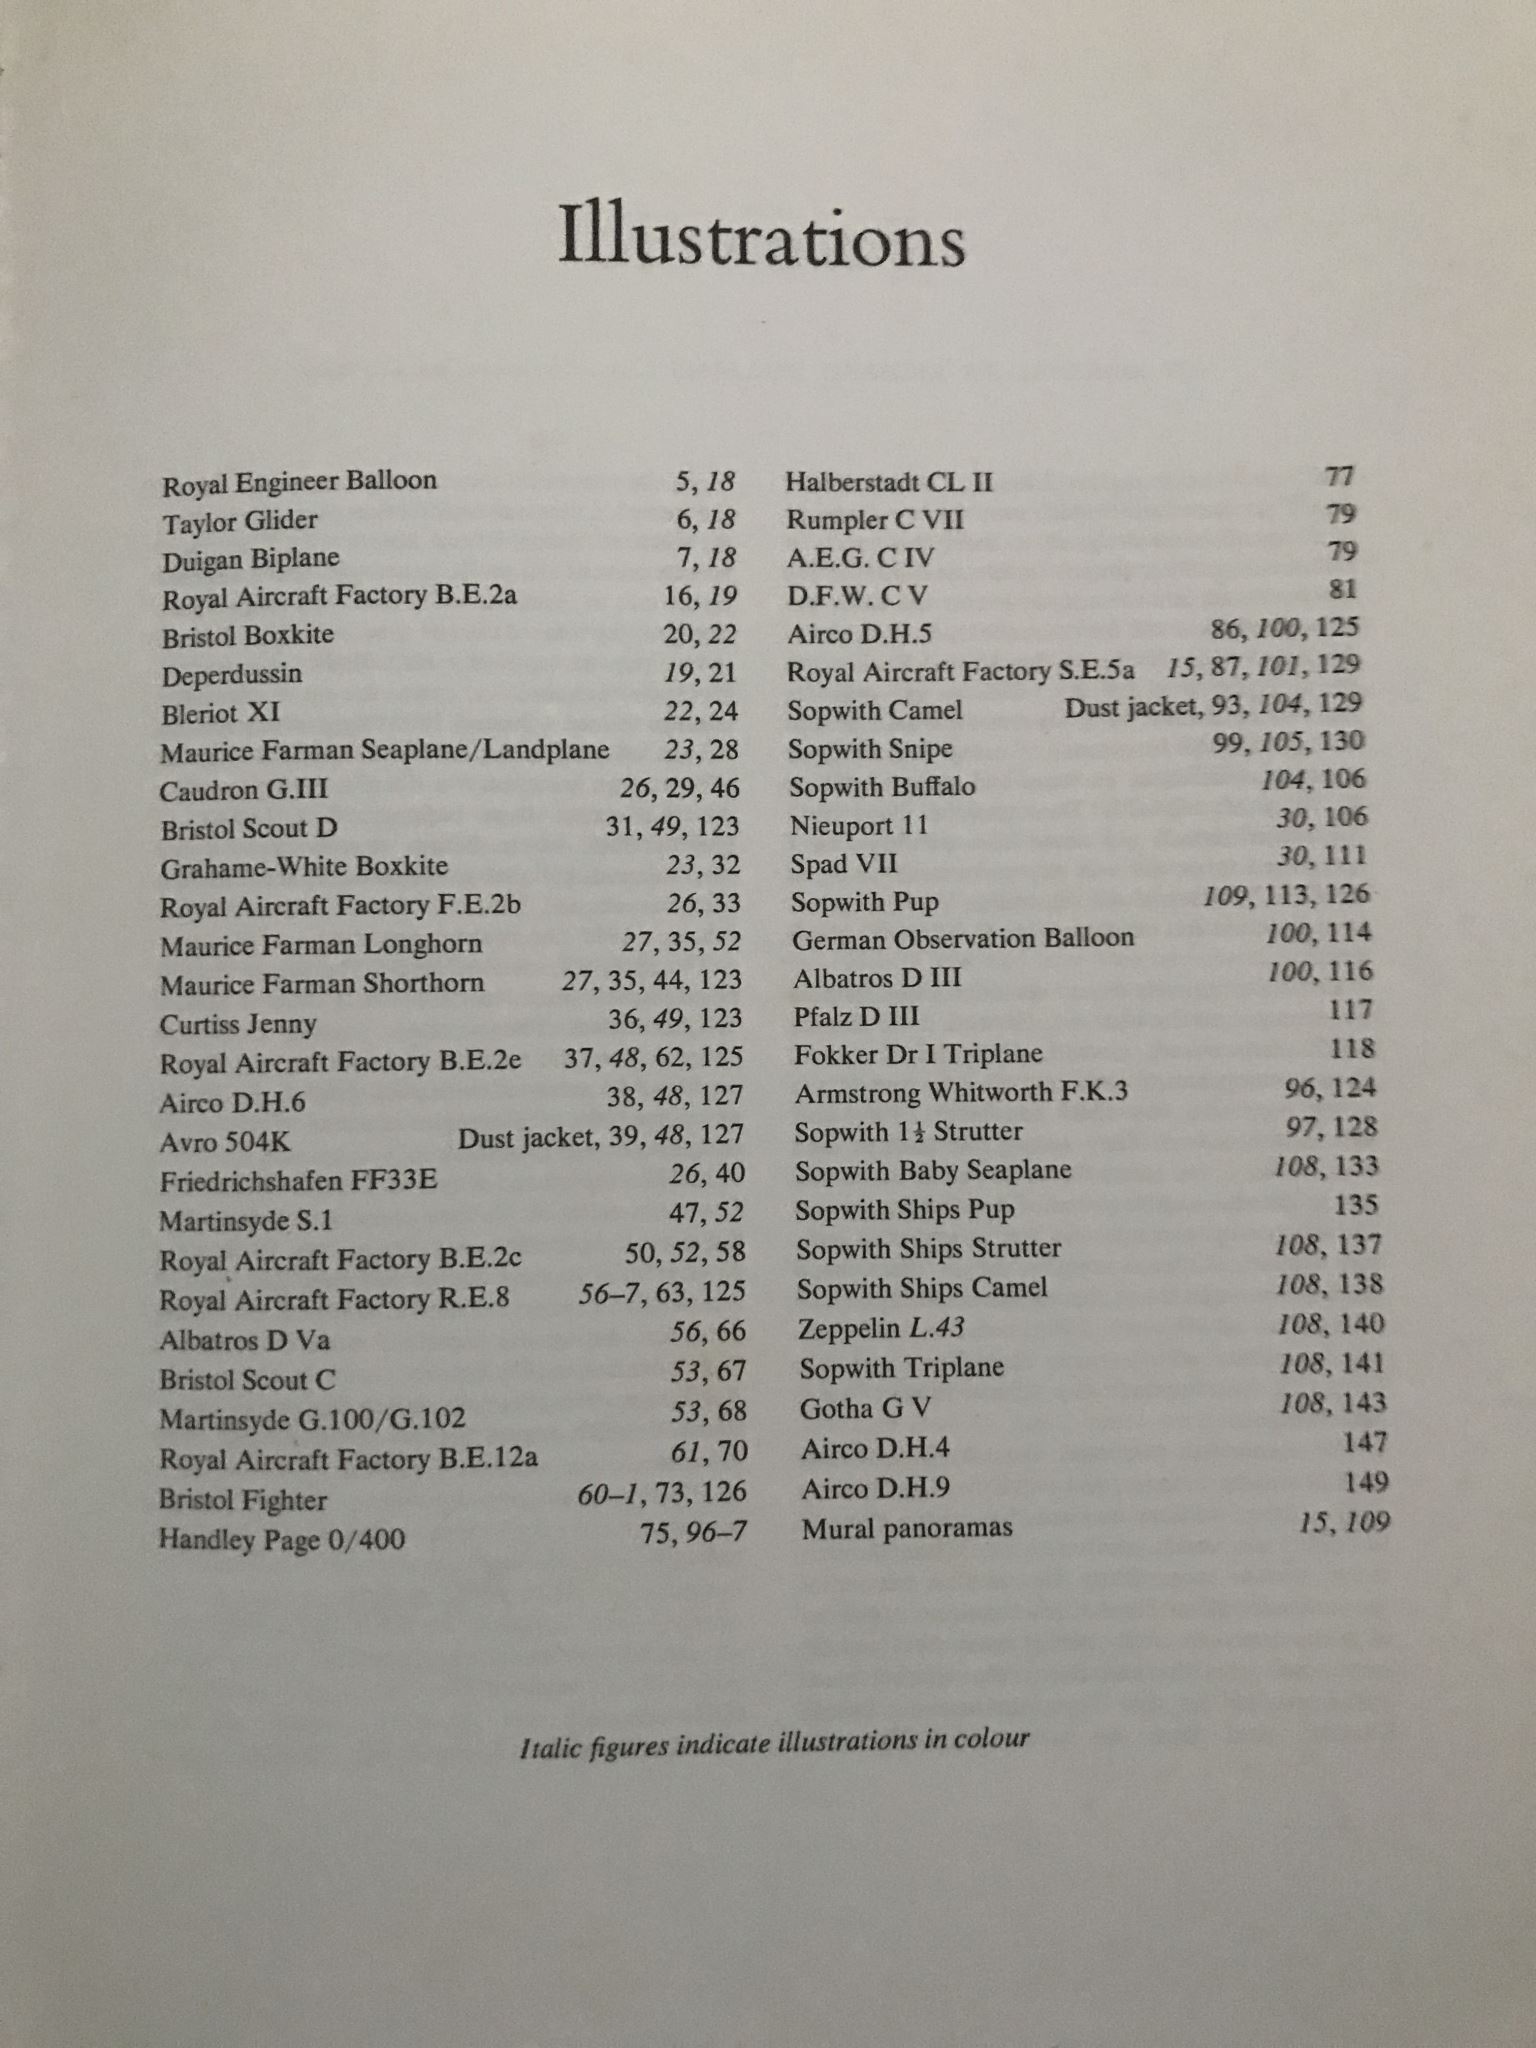 Illustrations
Royal Engineer Balloon 5, 18
Taylor Glider 6, 18
Duigan Biplane 7, 18
Royal Aircraft Factory B.E.2a 16, 19
Bristol Boxkite 20, 22
Deperdussin 19, 21
Bleriot XI 22, 24
Maurice Farman Seaplane/Landplane 23, 28
Caudron G.III 26, 29, 46
Bristol Scout D 31, 49, 123
Grahame-White Boxkite 23, 32
Royal Aircraft Factory F.E.2b 26, 33
Maurice Farman Longhorn 27, 35, 52
Maurice Farman Shorthorn 27, 35, 44, 123
Curtiss Jenny 36, 49, 123
Royal Aircraft Factory B.E.2e 37, 48, 62, 125
Airco D.H.6 38, 48, 127
Avro 504K Dust jacket, 39, 48, 127
Friedrichshafen FF33E 26, 40
Martinsyde S.1 47, 52
Royal Aircraft Factory B.E.2c 50, 52, 58
Royal Aircraft Factory R.E.8 56–7, 63, 125
Albatros D Va 56, 66
Bristol Scout C 53, 67
Martinsyde G.100/G.102 53, 68
Royal Aircraft Factory B.E.12a 61, 70
Bristol Fighter 60–1, 73, 126
Handley Page 0/400 75, 96–7
Halberstadt CL II 77
Rumpler C VII 79
A.E.G. C IV 79
D.F.W. C V 81
Airco D.H.5 86, 100, 125
Royal Aircraft Factory S.E.5a 15, 87, 101, 129
Sopwith Camel Dust jacket, 93, 104, 129
Sopwith Snipe 99, 105, 130
Sopwith Buffalo 104, 106
Nieuport 11 30, 106
Spad VII 30, 111
Sopwith Pup 109, 113, 126
German Observation Balloon 100, 114
Albatros D III 100, 116
Pfalz D III 117
Fokker Dr I Triplane 118
Armstrong Whitworth F.K.3 96, 124
Sopwith 1½ Strutter 97, 128
Sopwith Baby Seaplane 108, 133
Sopwith Ships Pup 135
Sopwith Ships Strutter 108, 137
Sopwith Ships Camel 108, 138
Zeppelin L.43 108, 140
Sopwith Triplane 108, 141
Gotha G V 108, 143
Airco D.H.4 147
Airco D.H.9 149
Mural panoramas 15, 109
Italic figures indicate illustrations in colour